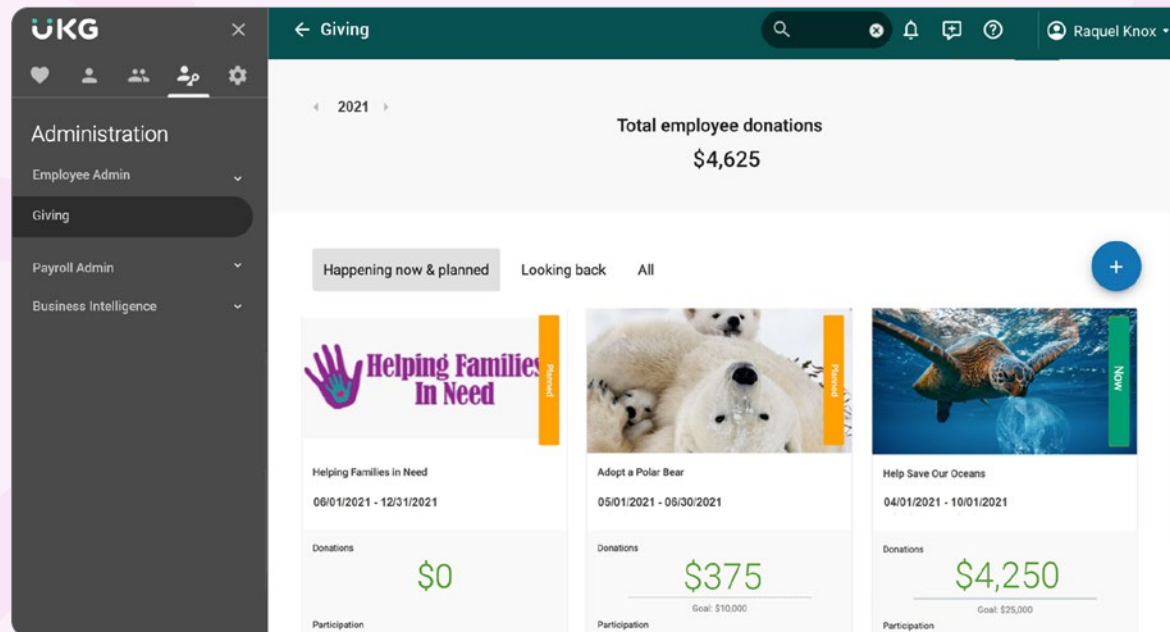 UKG
Administration
Employee Admin
Giving
Payroll Admin
Business Intelligence
Giving
Raquel Knox
2021
Total employee donations
$4,625
Happening now & planned
Looking back
All
+
Helping Families
In Need
Planned
Helping Families in Need
06/01/2021 - 12/31/2021
Donations
$0
Participation
Planned
Adopt a Polar Bear
05/01/2021 - 06/30/2021
Donations
$375
Goal: $10,000
Participation
Now
Help Save Our Oceans
04/01/2021 - 10/01/2021
Donations
$4,250
Goal: $25,000
Participation